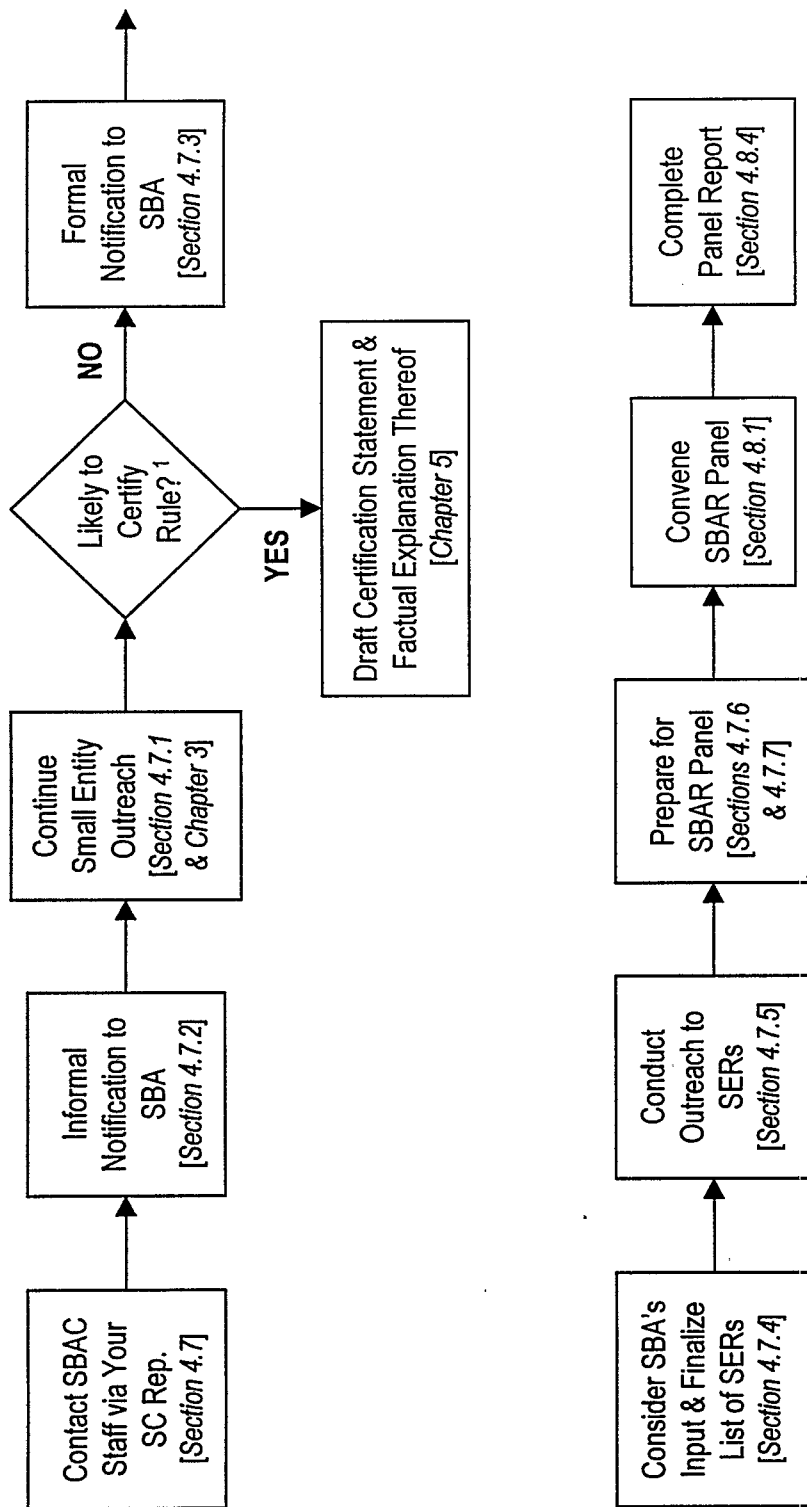 Contact SBAC
Staff via Your
SC Rep.
[Section 4.7]
Informal
Notification to
SBA
[Section 4.7.2]
Continue
Small Entity
Outreach
[Section 4.7.1
& Chapter 3]
Likely to
Certify
Rule? 1
NO
Formal
Notification to
SBA
[Section 4.7.3]
YES
Draft Certification Statement &
Factual Explanation Thereof
[Chapter 5]
Consider SBA's
Input & Finalize
List of SERs
[Section 4.7.4]
Conduct
Outreach to
SERs
[Section 4.7.5]
Prepare for
SBAR Panel
[Sections 4.7.6
& 4.7.7]
Convene
SBAR Panel
[Section 4.8.1]
Complete
Panel Report
[Section 4.8.4]